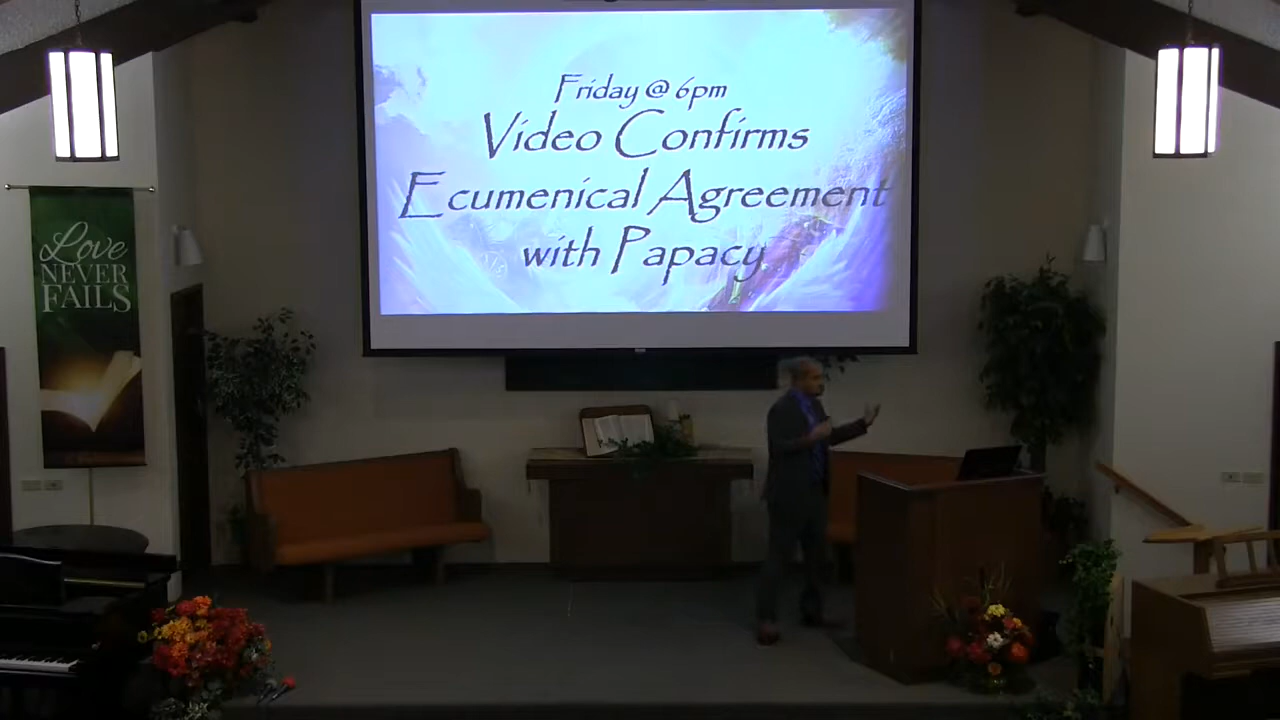 Friday @ 6pm
Video Confirms
Ecumenical Agreement
with Papacy
Love
NEVER
FAILS